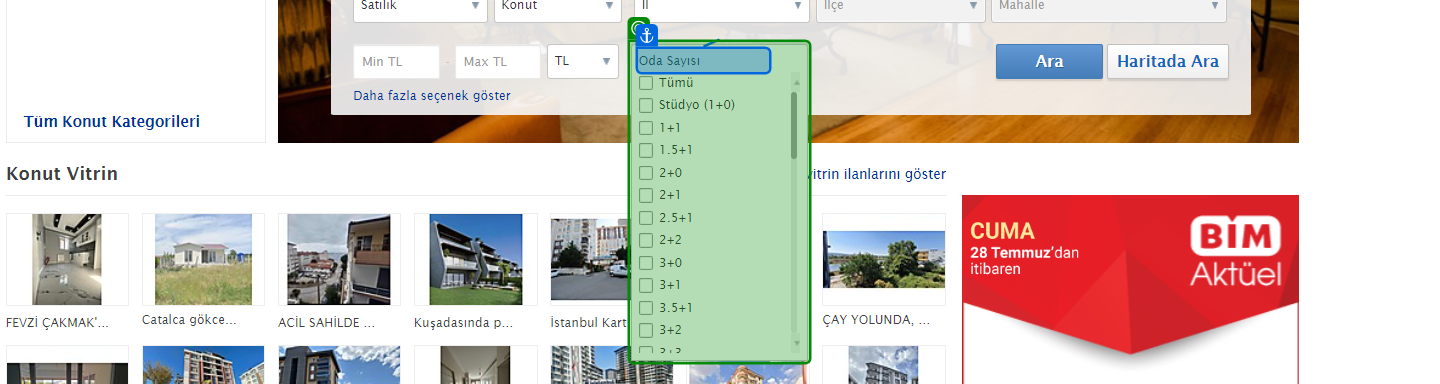 Satılık
Konut
İl
İlçe
Mahalle
Min TL
-
Max TL
TL
Oda Sayısı
Ara
Haritada Ara
Daha fazla seçenek göster
Tümü
Stüdyo (1+0)
1+1
1.5+1
2+0
2+1
2.5+1
2+2
3+0
3+1
3.5+1
3+2
3+3
Tüm Konut Kategorileri
Konut Vitrin
vitrin ilanlarını göster
FEVZİ ÇAKMAK'...
Catalca gökce...
ACİL SAHİLDE ...
Kuşadasında p...
İstanbul Kart
ÇAY YOLUNDA, ...
CUMA
28 Temmuz'dan
itibaren
BİM
Aktüel